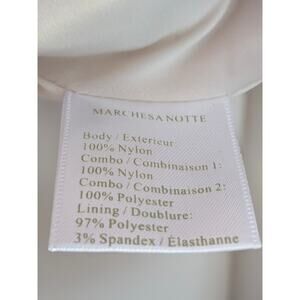 MARCHESA NOTTE
Body / Exterieur:
100% Nylon
Combo / Combinaison 1:
100% Nylon
Combo / Combinaison 2:
100% Polyester
Lining / Doublure:
97% Polyester
3% Spandex / Élasthanne